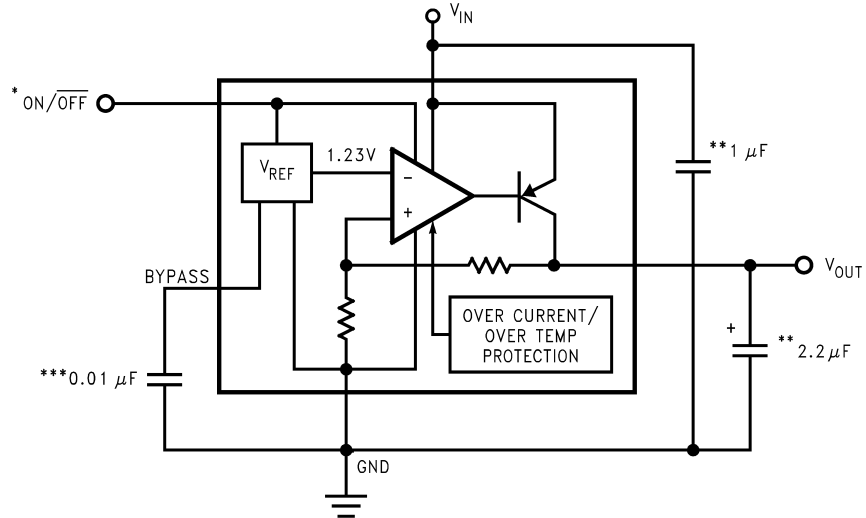 VIN
*ON/OFF
**1 µF
1.23V
VREF
−
+
BYPASS
VOUT
OVER CURRENT/
OVER TEMP
PROTECTION
+
**2.2µF
***0.01 µF
GND